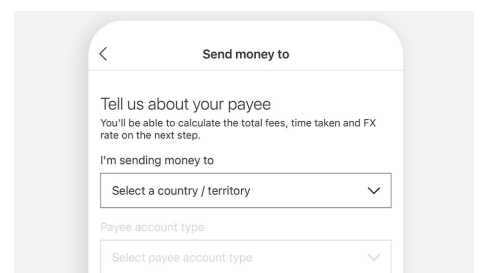 Send money to
Tell us about your payee
You'll be able to calculate the total fees, time taken and FX
rate on the next step.
I'm sending money to
Select a country / territory
Payee account type
Select payee account type